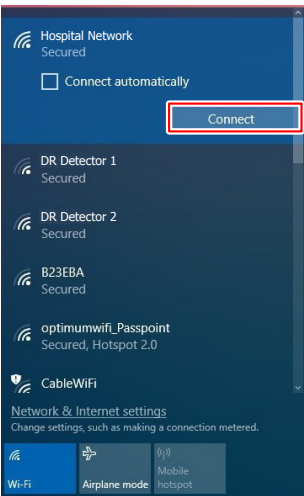 Hospital Network
Secured
Connect automatically
Connect
DR Detector 1
Secured
DR Detector 2
Secured
B23EBA
Secured
optimumwifi_Passpoint
Secured, Hotspot 2.0
CableWiFi
Network & Internet settings
Change settings, such as making a connection metered.
Wi-Fi
Airplane mode
Mobile
hotspot